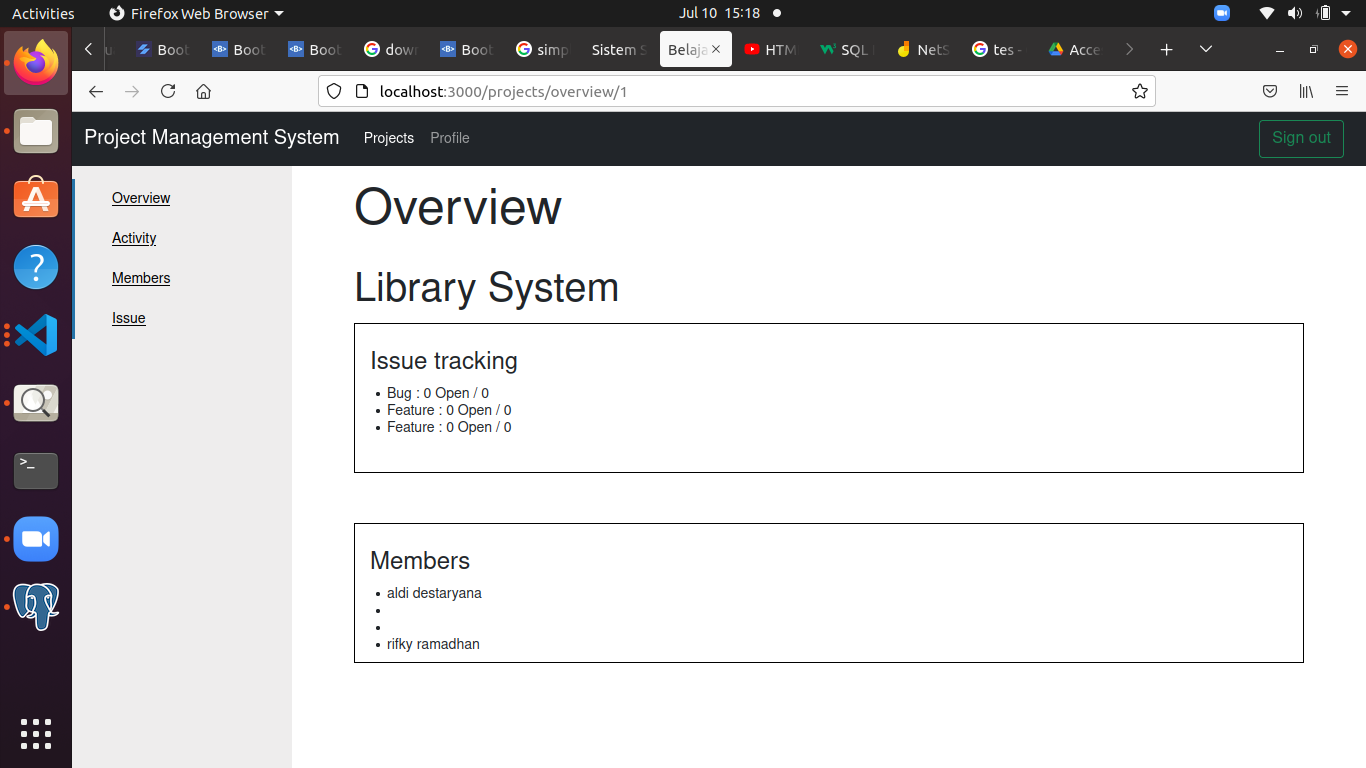 Activities Firefox Web Browser Jul 10 15:18
Boot Boot Boot dow Boot simp Sistem S Belaja HTM SQL NetS tes - Acce
localhost:3000/projects/overview/1
Project Management System Projects Profile Sign out
Overview
Activity
Members
Issue
Overview
Library System
Issue tracking
Bug : 0 Open / 0
Feature : 0 Open / 0
Feature : 0 Open / 0
Members
aldi destaryana
rifky ramadhan